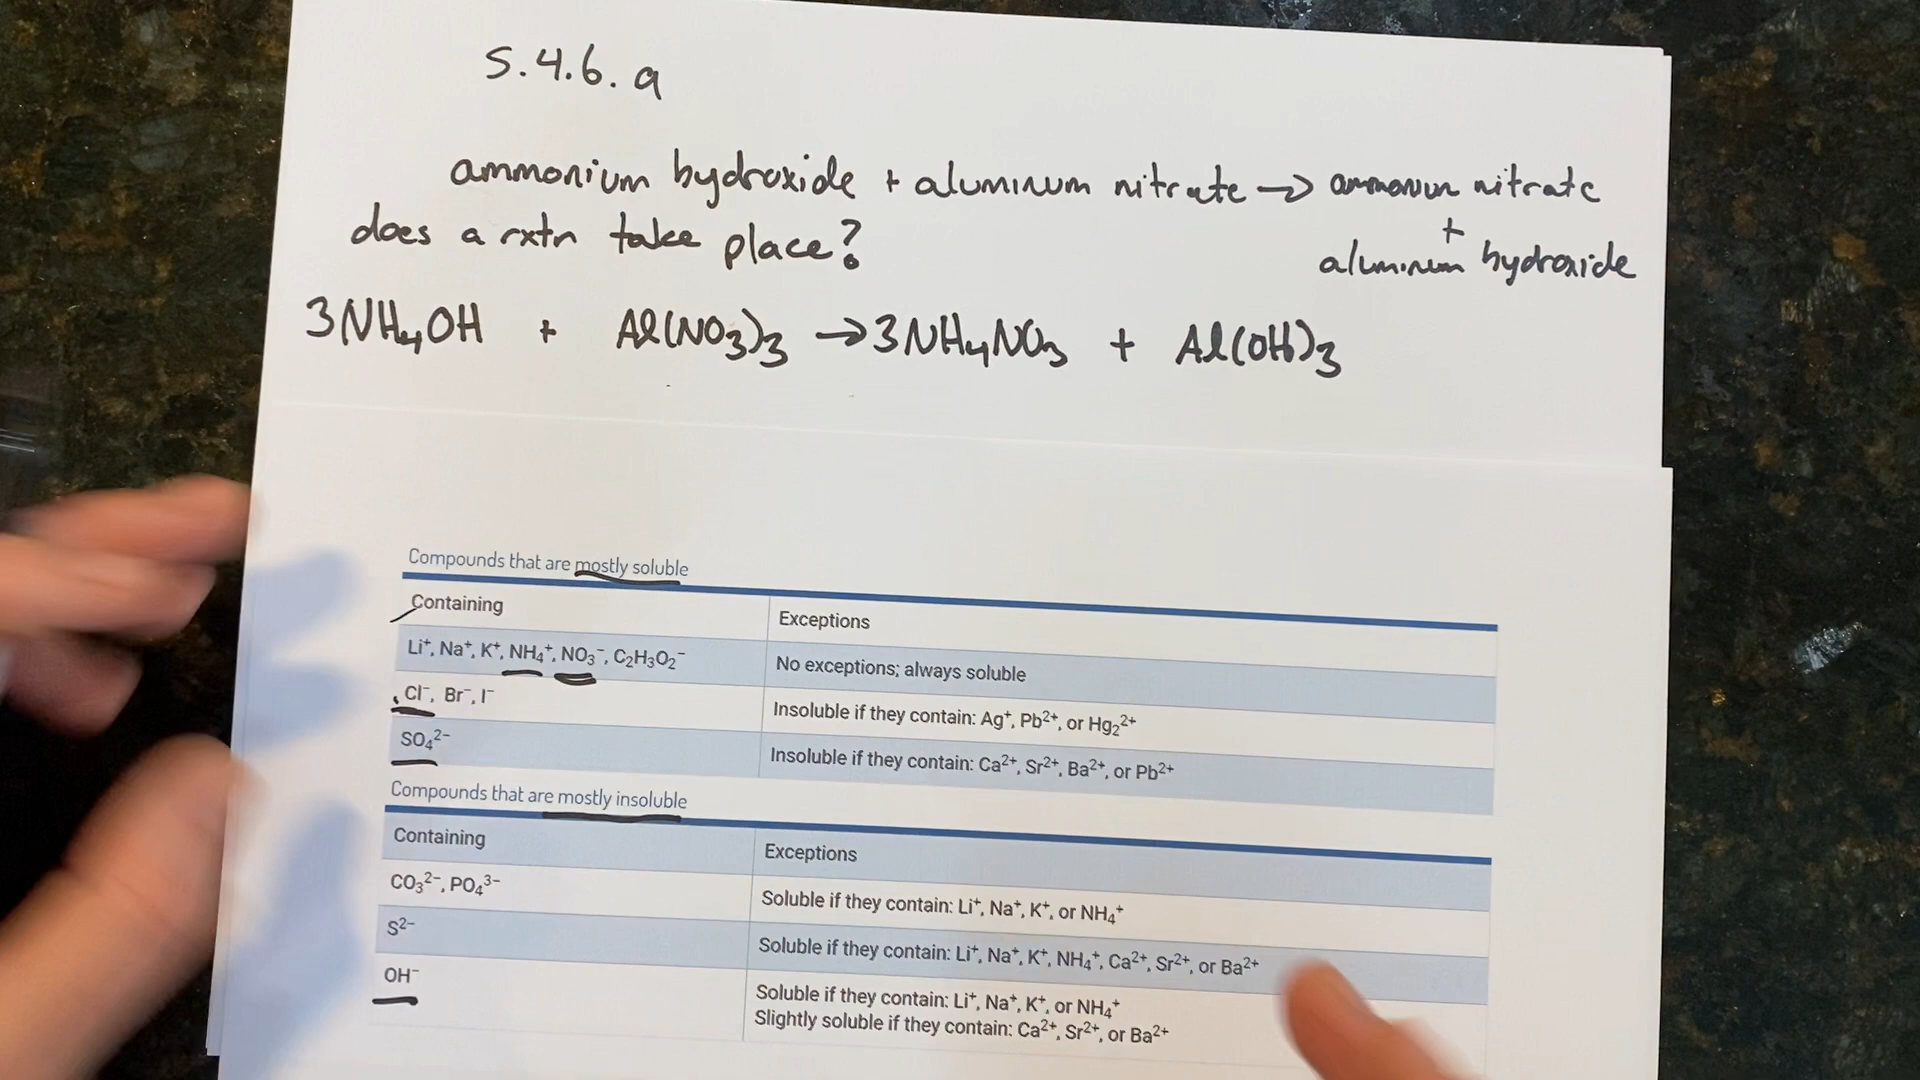 S.4.6.a
ammonium hydroxide + aluminum nitrate → ammonium nitrate
+
aluminum hydroxide
does a rxtn take place?
3NH₄OH + Al(NO₃)₃ → 3NH₄NO₃ + Al(OH)₃
Compounds that are mostly soluble
Containing Exceptions
Li⁺, Na⁺, K⁺, NH₄⁺, NO₃⁻, C₂H₃O₂⁻ No exceptions; always soluble
Cl⁻, Br⁻, I⁻ Insoluble if they contain: Ag⁺, Pb²⁺, or Hg₂²⁺
SO₄²⁻ Insoluble if they contain: Ca²⁺, Sr²⁺, Ba²⁺, or Pb²⁺
Compounds that are mostly insoluble
Containing Exceptions
CO₃²⁻, PO₄³⁻ Soluble if they contain: Li⁺, Na⁺, K⁺, or NH₄⁺
S²⁻ Soluble if they contain: Li⁺, Na⁺, K⁺, NH₄⁺, Ca²⁺, Sr²⁺, or Ba²⁺
OH⁻ Soluble if they contain: Li⁺, Na⁺, K⁺, or NH₄⁺
Slightly soluble if they contain: Ca²⁺, Sr²⁺, or Ba²⁺